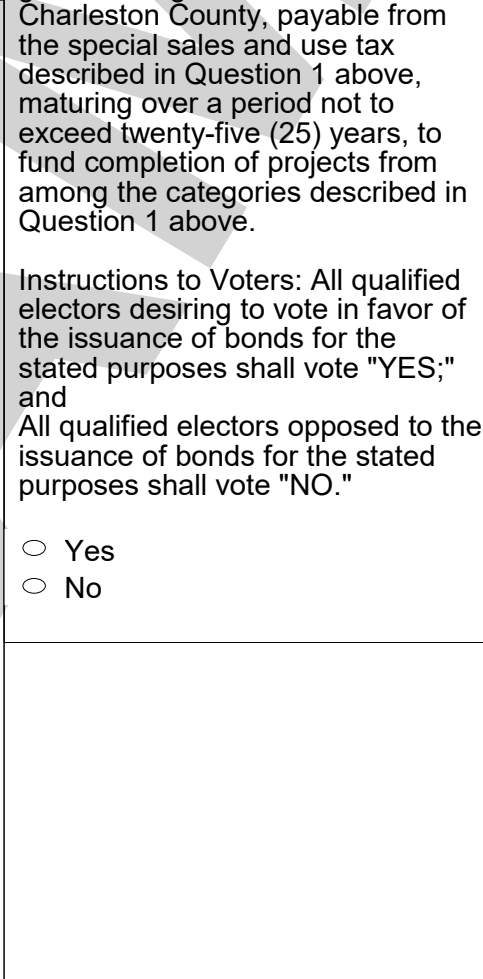 Charleston County, payable from
the special sales and use tax
described in Question 1 above,
maturing over a period not to
exceed twenty-five (25) years, to
fund completion of projects from
among the categories described in
Question 1 above.
Instructions to Voters: All qualified
electors desiring to vote in favor of
the issuance of bonds for the
stated purposes shall vote "YES;"
and
All qualified electors opposed to the
issuance of bonds for the stated
purposes shall vote "NO."
Yes
No